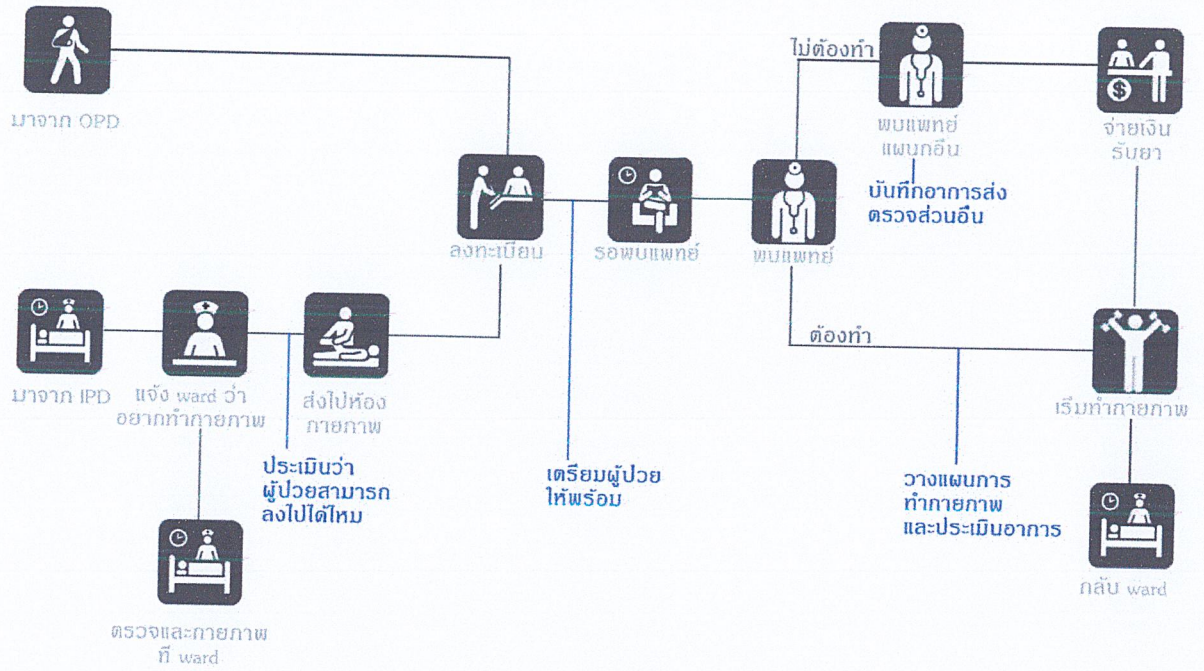 มาจาก OPD
ไม่ต้องทำ
พบแพทย์
แผนกอื่น
จ่ายเงิน
รับยา
บันทึกอาการส่ง
ตรวจส่วนอื่น
ลงทะเบียน
รอพบแพทย์
พบแพทย์
ต้องทำ
มาจาก IPD
แจ้ง ward ว่า
อยากทำกายภาพ
ส่งไปห้อง
กายภาพ
เริ่มทำกายภาพ
ประเมินว่า
ผู้ป่วยสามารถ
ลงไปได้ไหม
เตรียมผู้ป่วย
ให้พร้อม
วางแผนการ
ทำกายภาพ
และประเมินอาการ
กลับ ward
ตรวจและกายภาพ
ที่ ward